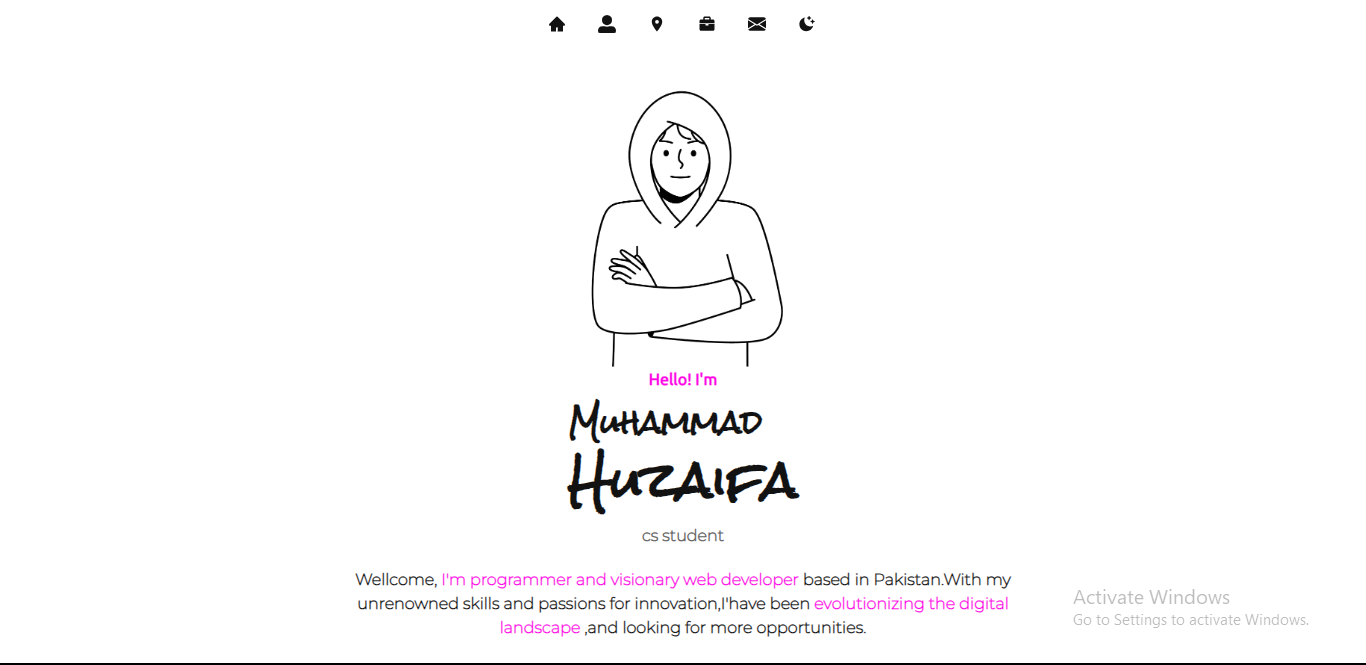 Hello! I'm
Muhammad
Huzaifa
cs student
Wellcome, I'm programmer and visionary web developer based in Pakistan.With my
unrenowned skills and passions for innovation,I'have been evolutionizing the digital
landscape ,and looking for more opportunities.
Activate Windows
Go to Settings to activate Windows.